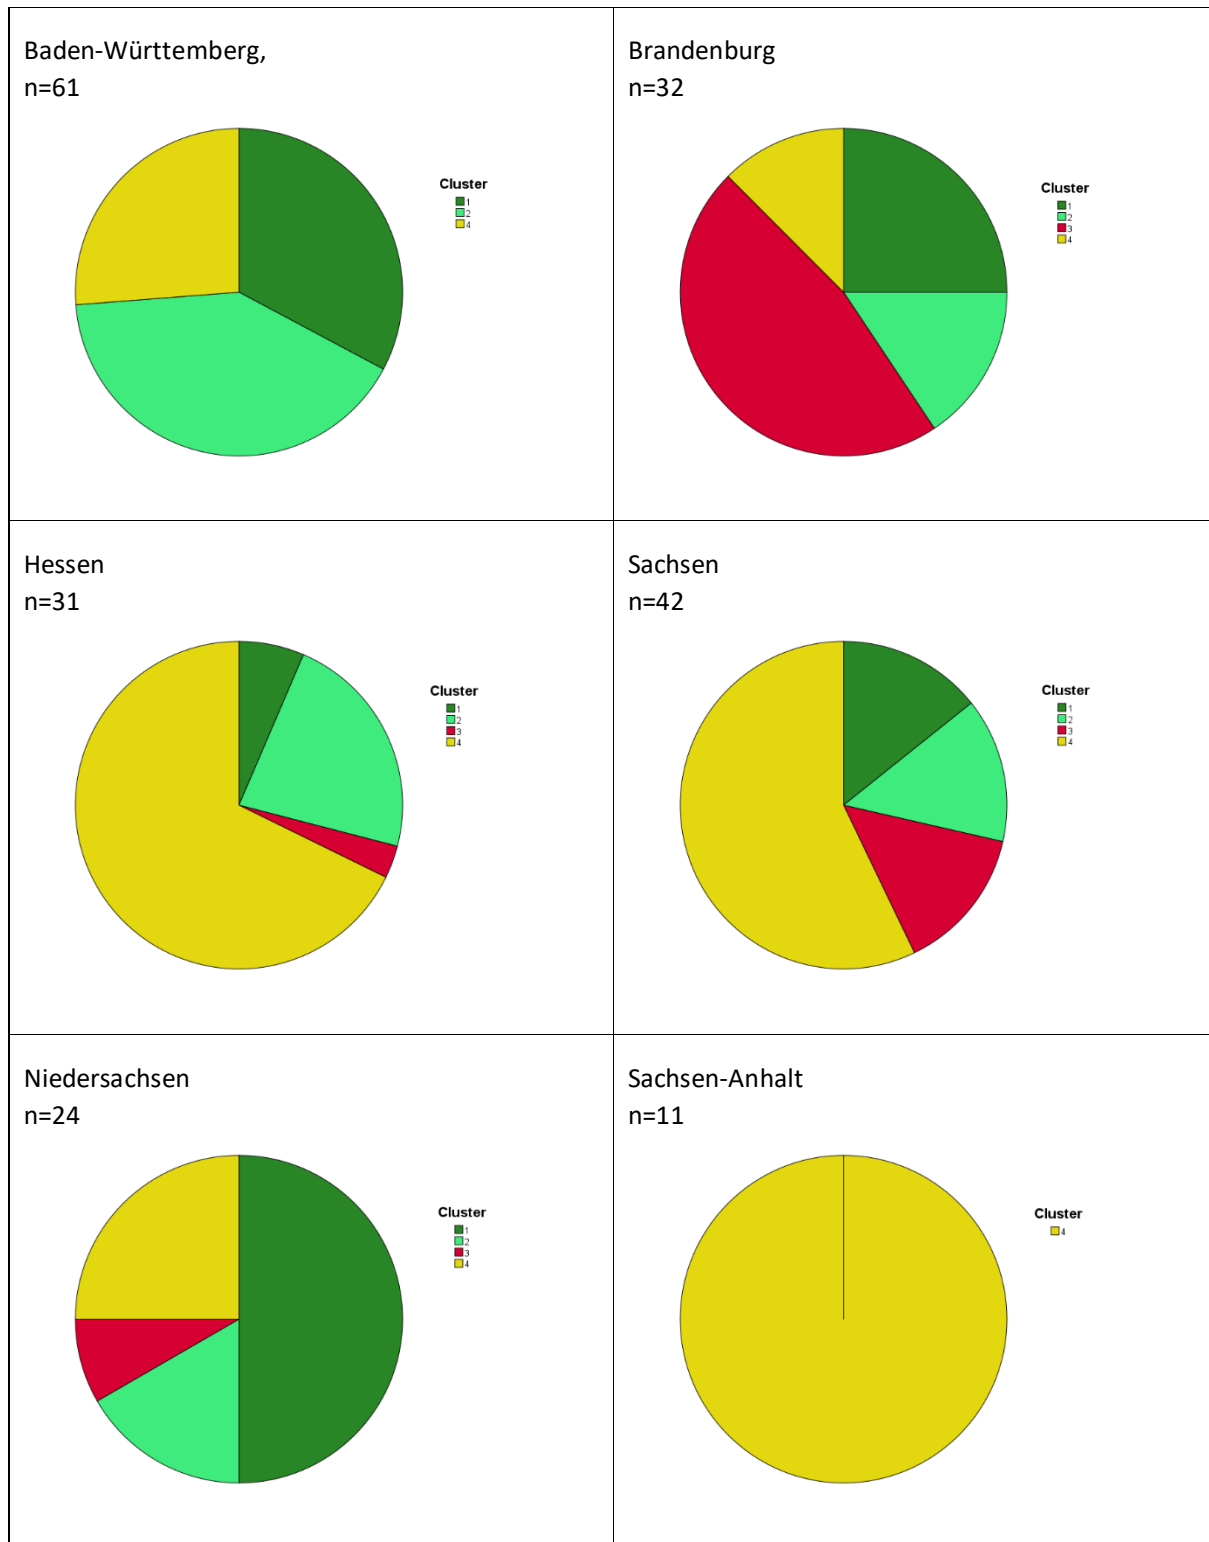 Baden-Württemberg,
n=61
Cluster
1
2
4
Brandenburg
n=32
Cluster
1
2
3
4
Hessen
n=31
Cluster
1
2
3
4
Sachsen
n=42
Cluster
1
2
3
4
Niedersachsen
n=24
Cluster
1
2
3
4
Sachsen-Anhalt
n=11
Cluster
4